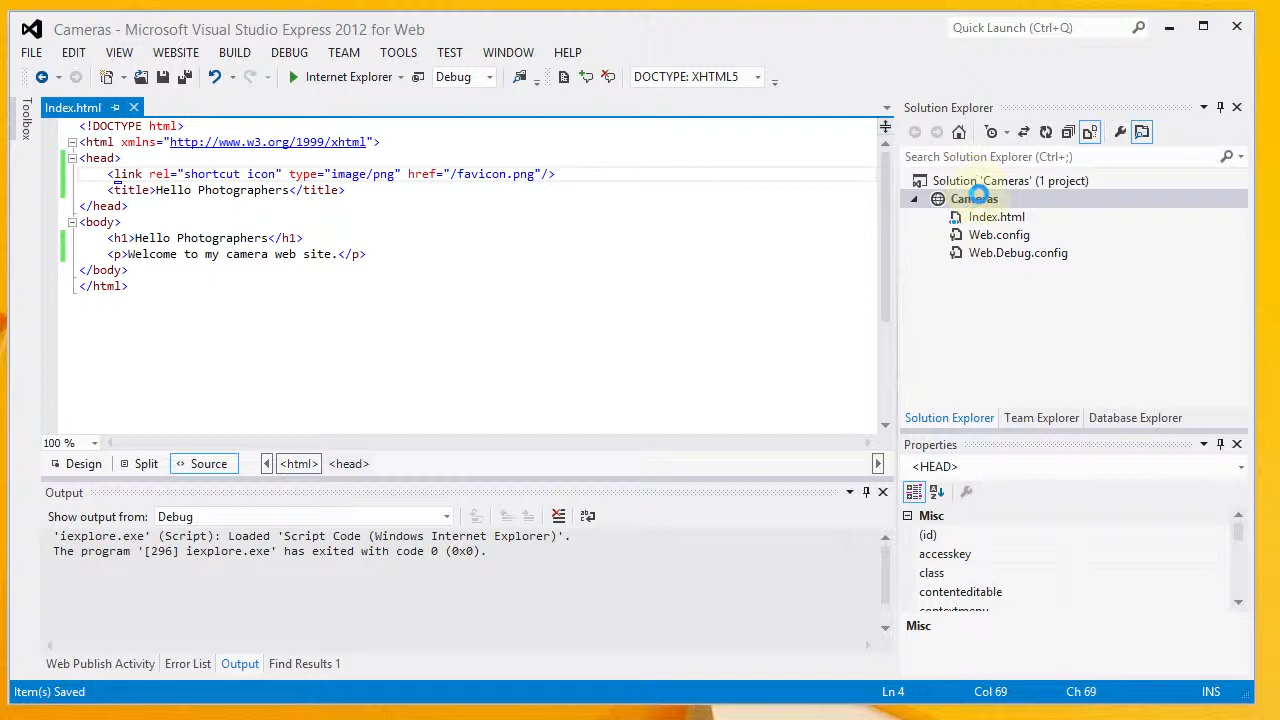 Cameras - Microsoft Visual Studio Express 2012 for Web
Quick Launch (Ctrl+Q)
FILE EDIT VIEW WEBSITE BUILD DEBUG TEAM TOOLS TEST WINDOW HELP
Internet Explorer Debug DOCTYPE: XHTML5
Toolbox
Index.html
<!DOCTYPE html>
<html xmlns="http://www.w3.org/1999/xhtml">
<head>
<link rel="shortcut icon" type="image/png" href="/favicon.png"/>
<title>Hello Photographers</title>
</head>
<body>
<h1>Hello Photographers</h1>
<p>Welcome to my camera web site.</p>
</body>
</html>
100 %
Design Split Source <html> <head>
Output
Show output from: Debug
'iexplore.exe' (Script): Loaded 'Script Code (Windows Internet Explorer)'.
The program '[296] iexplore.exe' has exited with code 0 (0x0).
Web Publish Activity Error List Output Find Results 1
Solution Explorer
Search Solution Explorer (Ctrl+;)
Solution 'Cameras' (1 project)
Cameras
Index.html
Web.config
Web.Debug.config
Solution Explorer Team Explorer Database Explorer
Properties
<HEAD>
Misc
(id)
accesskey
class
contenteditable
contextmenu
Misc
Item(s) Saved Ln 4 Col 69 Ch 69 INS